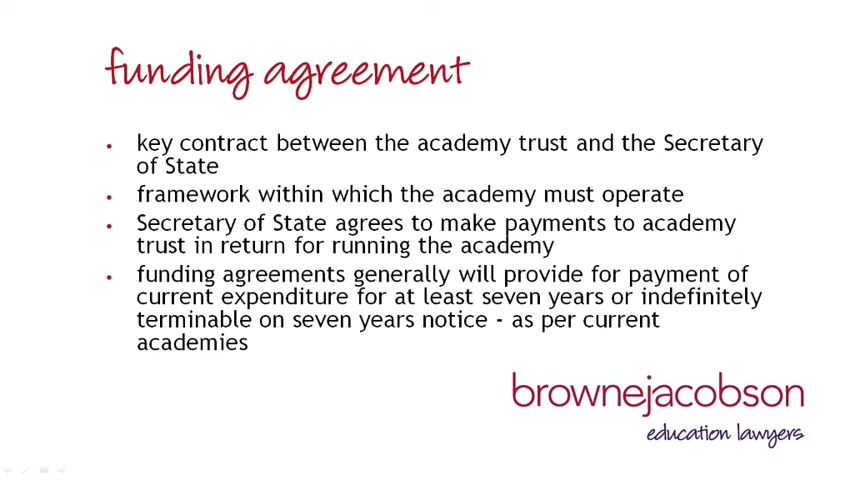 funding agreement
• key contract between the academy trust and the Secretary
of State
• framework within which the academy must operate
• Secretary of State agrees to make payments to academy
trust in return for running the academy
• funding agreements generally will provide for payment of
current expenditure for at least seven years or indefinitely
terminable on seven years notice - as per current
academies
brownejacobson
education lawyers